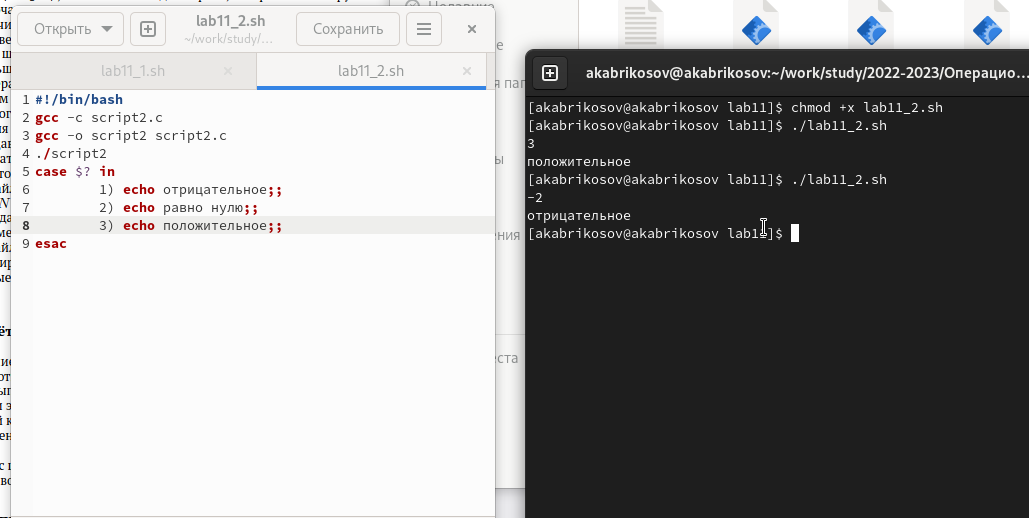 Открыть
lab11_2.sh
~/work/study/...
Сохранить
lab11_1.sh
lab11_2.sh
1 #!/bin/bash
2 gcc -c script2.c
3 gcc -o script2 script2.c
4 ./script2
5 case $? in
6 1) echo отрицательное;;
7 2) echo равно нулю;;
8 3) echo положительное;;
9 esac
akabrikosov@akabrikosov:~/work/study/2022-2023/Операцио...
[akabrikosov@akabrikosov lab11]$ chmod +x lab11_2.sh
[akabrikosov@akabrikosov lab11]$ ./lab11_2.sh
3
положительное
[akabrikosov@akabrikosov lab11]$ ./lab11_2.sh
-2
отрицательное
[akabrikosov@akabrikosov lab11]$